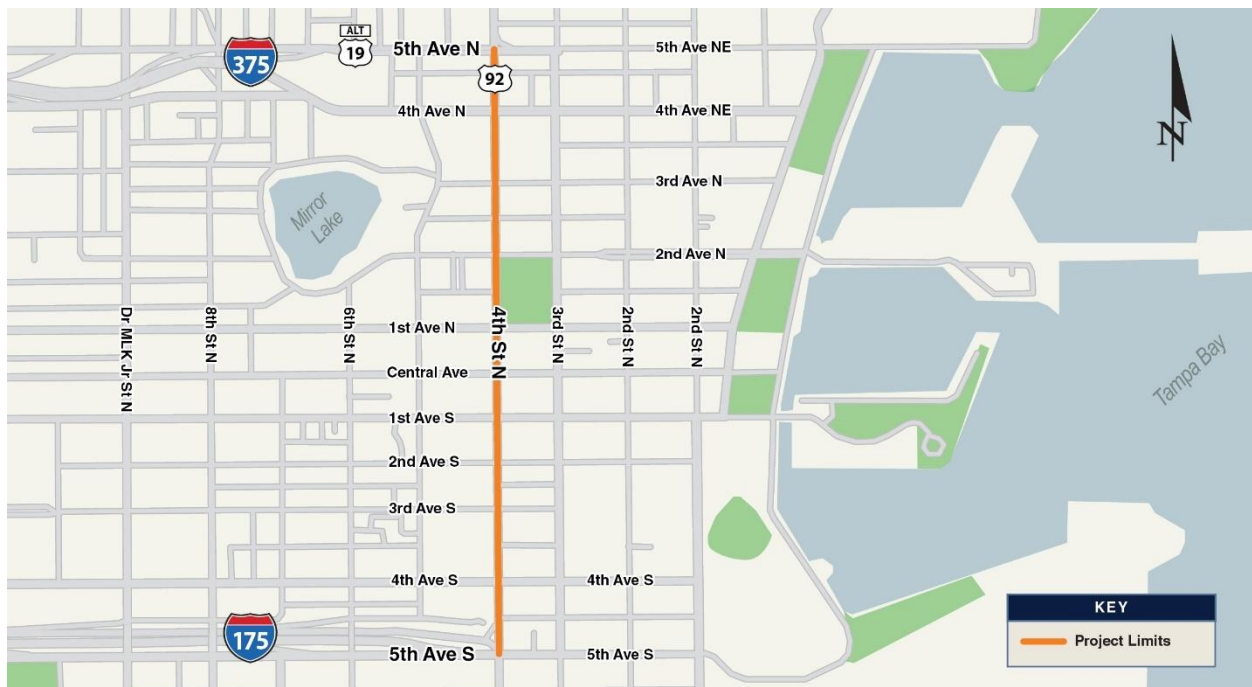 ALT
19
5th Ave N
5th Ave NE
375
92
4th Ave N
4th Ave NE
N
3rd Ave N
Mirror
Lake
2nd Ave N
Dr MLK Jr St N
8th St N
6th St N
1st Ave N
4th St N
3rd St N
2nd St N
2nd St N
Tampa Bay
Central Ave
1st Ave S
2nd Ave S
3rd Ave S
4th Ave S
4th Ave S
175
5th Ave S
5th Ave S
KEY
Project Limits